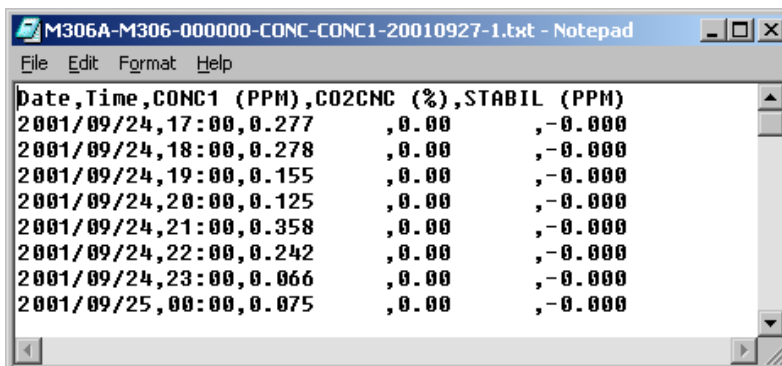 M306A-M306-000000-CONC-CONC1-20010927-1.txt - Notepad
File Edit Format Help
Date,Time,CONC1 (PPM),CO2CNC (%),STABIL (PPM)
2001/09/24,17:00,0.277 ,0.00 ,-0.000
2001/09/24,18:00,0.278 ,0.00 ,-0.000
2001/09/24,19:00,0.155 ,0.00 ,-0.000
2001/09/24,20:00,0.125 ,0.00 ,-0.000
2001/09/24,21:00,0.358 ,0.00 ,-0.000
2001/09/24,22:00,0.242 ,0.00 ,-0.000
2001/09/24,23:00,0.066 ,0.00 ,-0.000
2001/09/25,00:00,0.075 ,0.00 ,-0.000